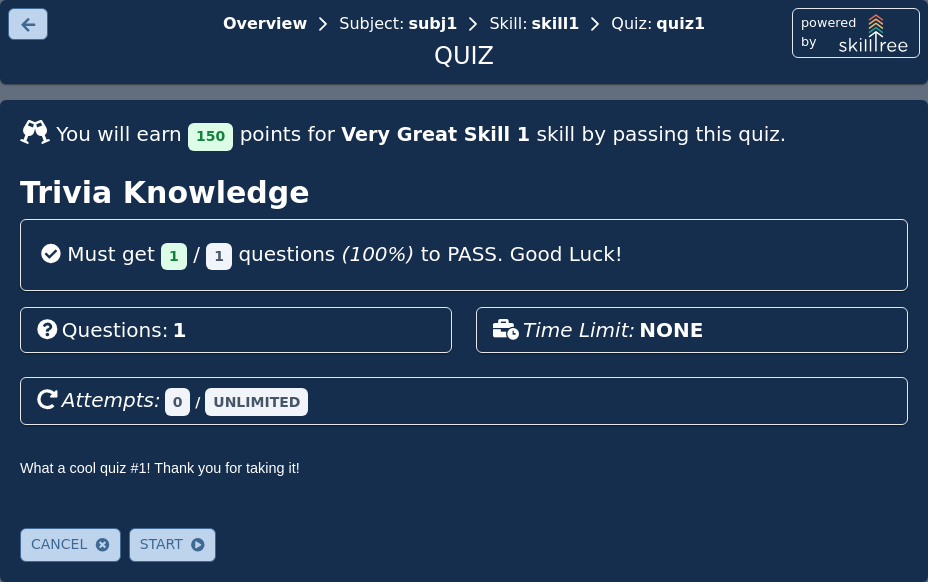 Overview > Subject: subj1 > Skill: skill1 > Quiz: quiz1
QUIZ
powered by skilltree
You will earn 150 points for Very Great Skill 1 skill by passing this quiz.
Trivia Knowledge
Must get 1 / 1 questions (100%) to PASS. Good Luck!
Questions: 1
Time Limit: NONE
Attempts: 0 / UNLIMITED
What a cool quiz #1! Thank you for taking it!
CANCEL
START